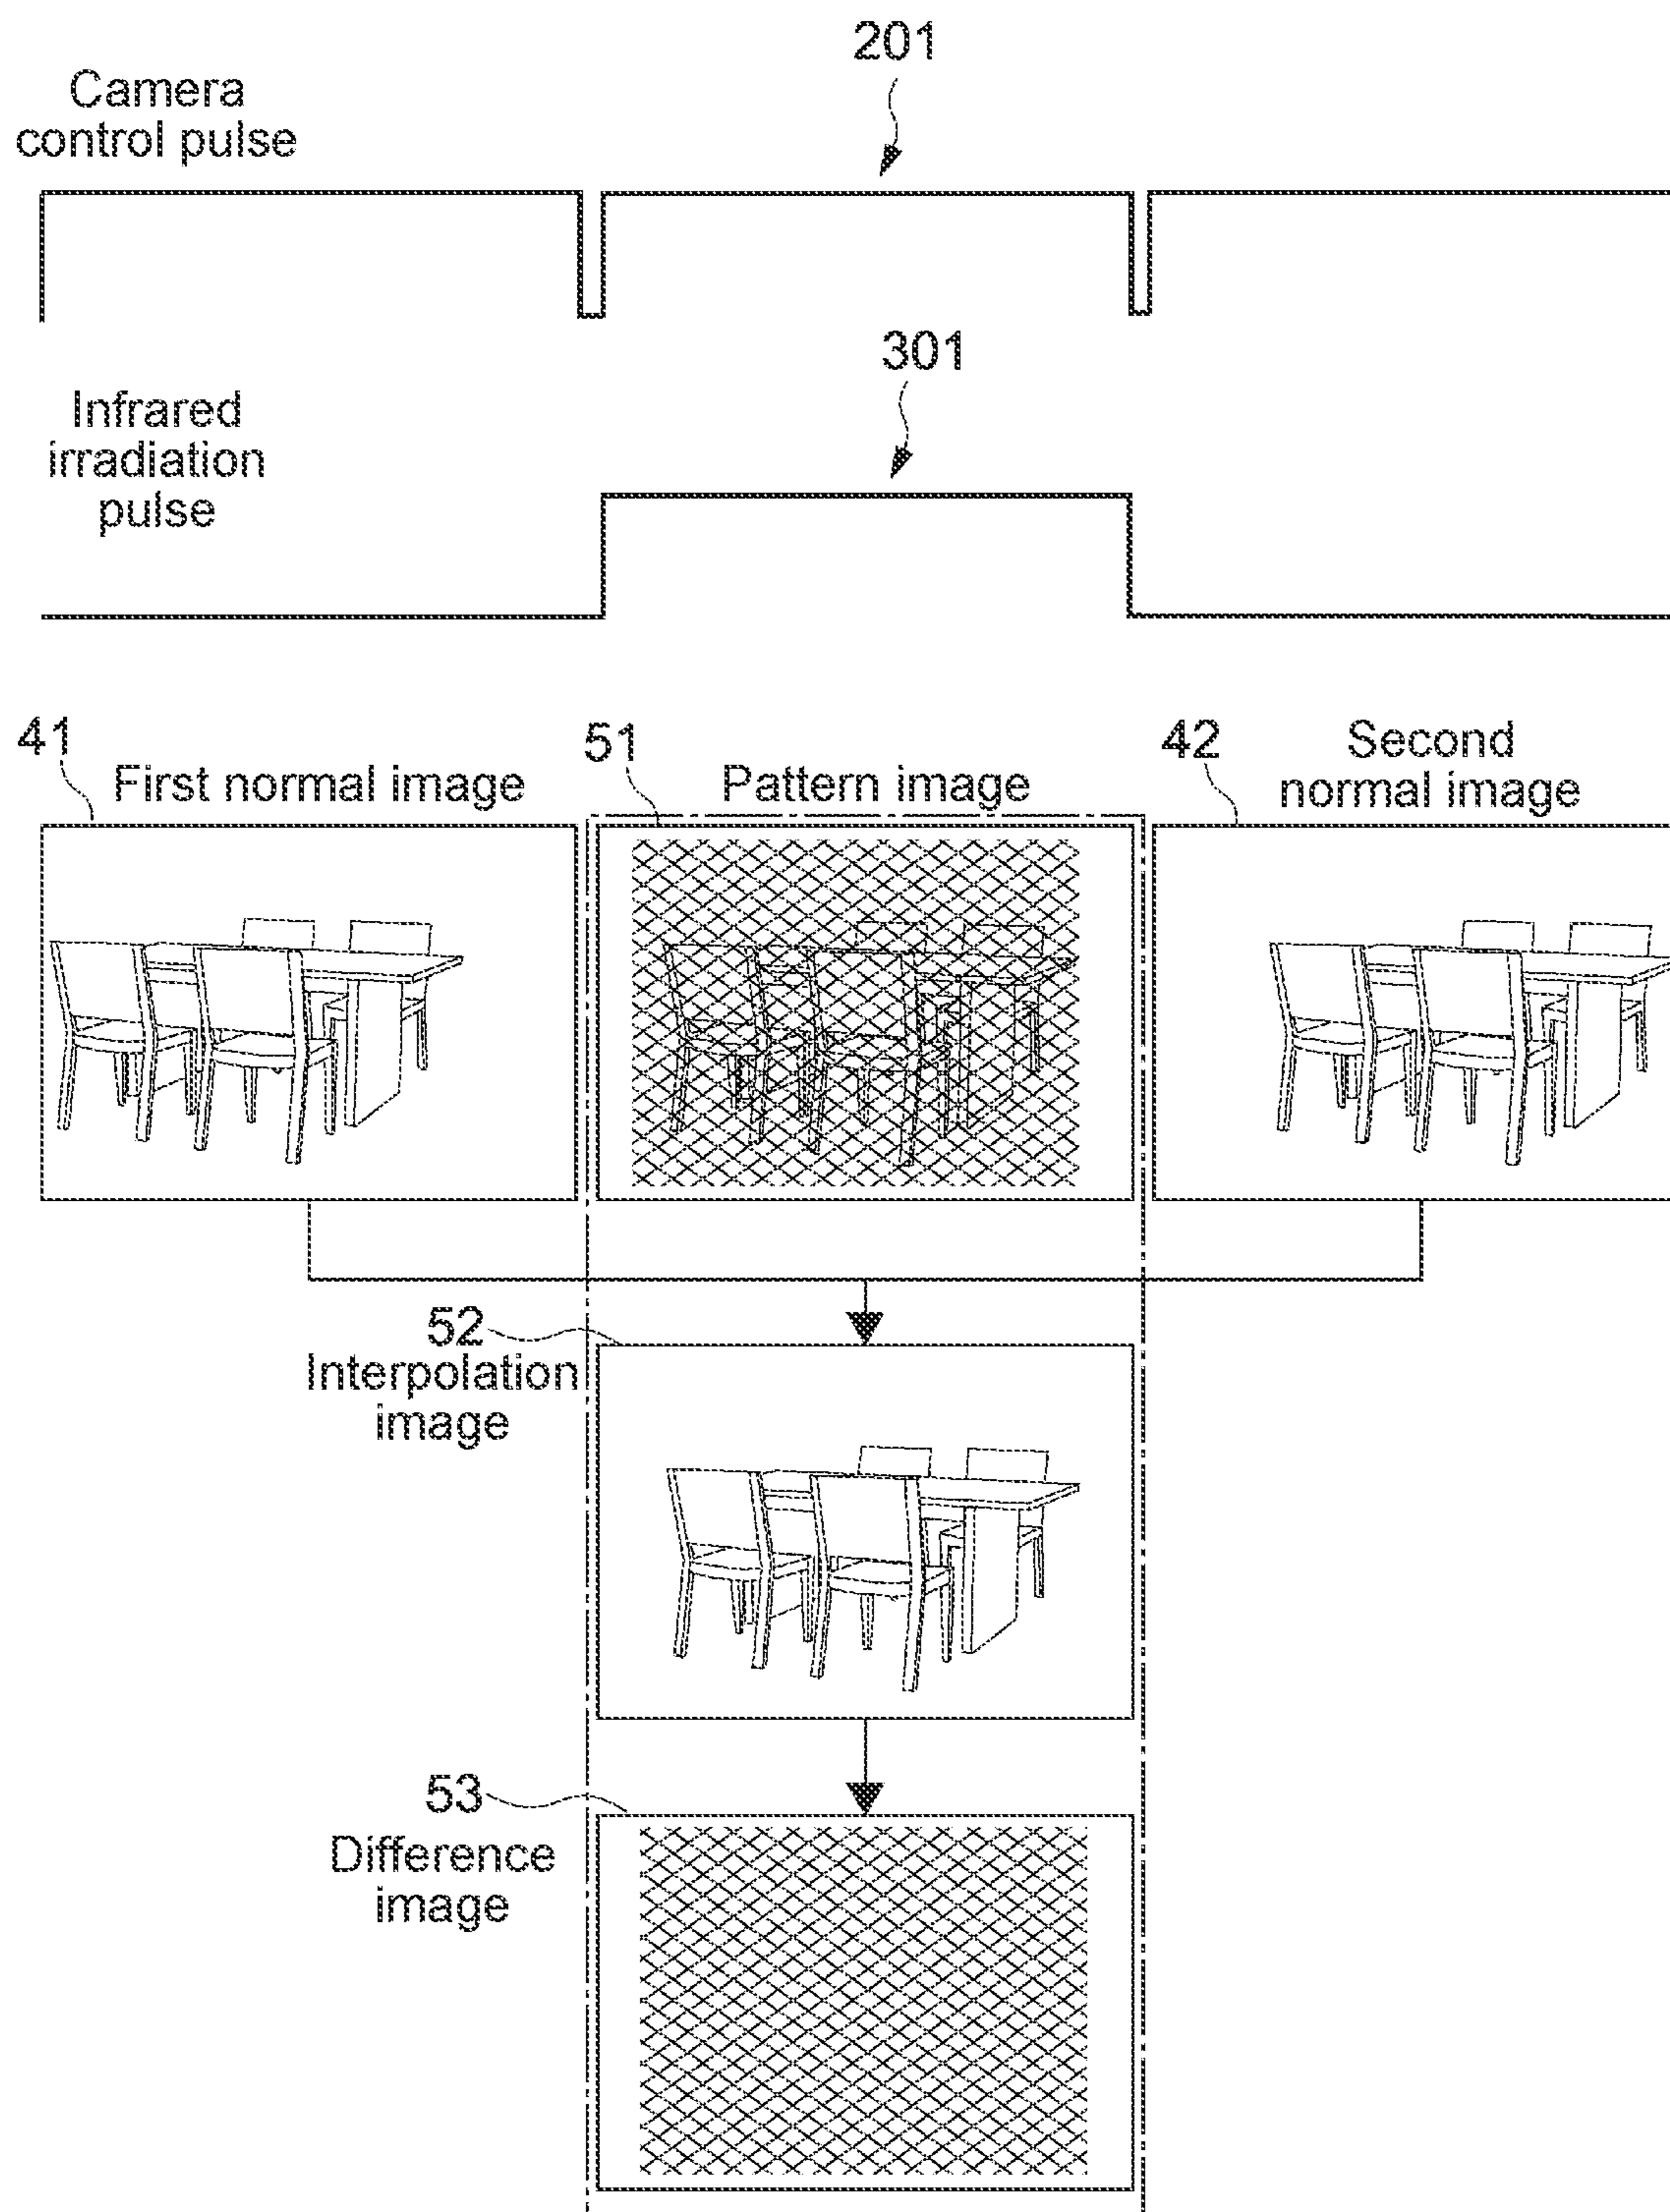 201
Camera
control pulse
301
Infrared
irradiation
pulse
41
First normal image
51
Pattern image
42
Second
normal image
52
Interpolation
image
53
Difference
image